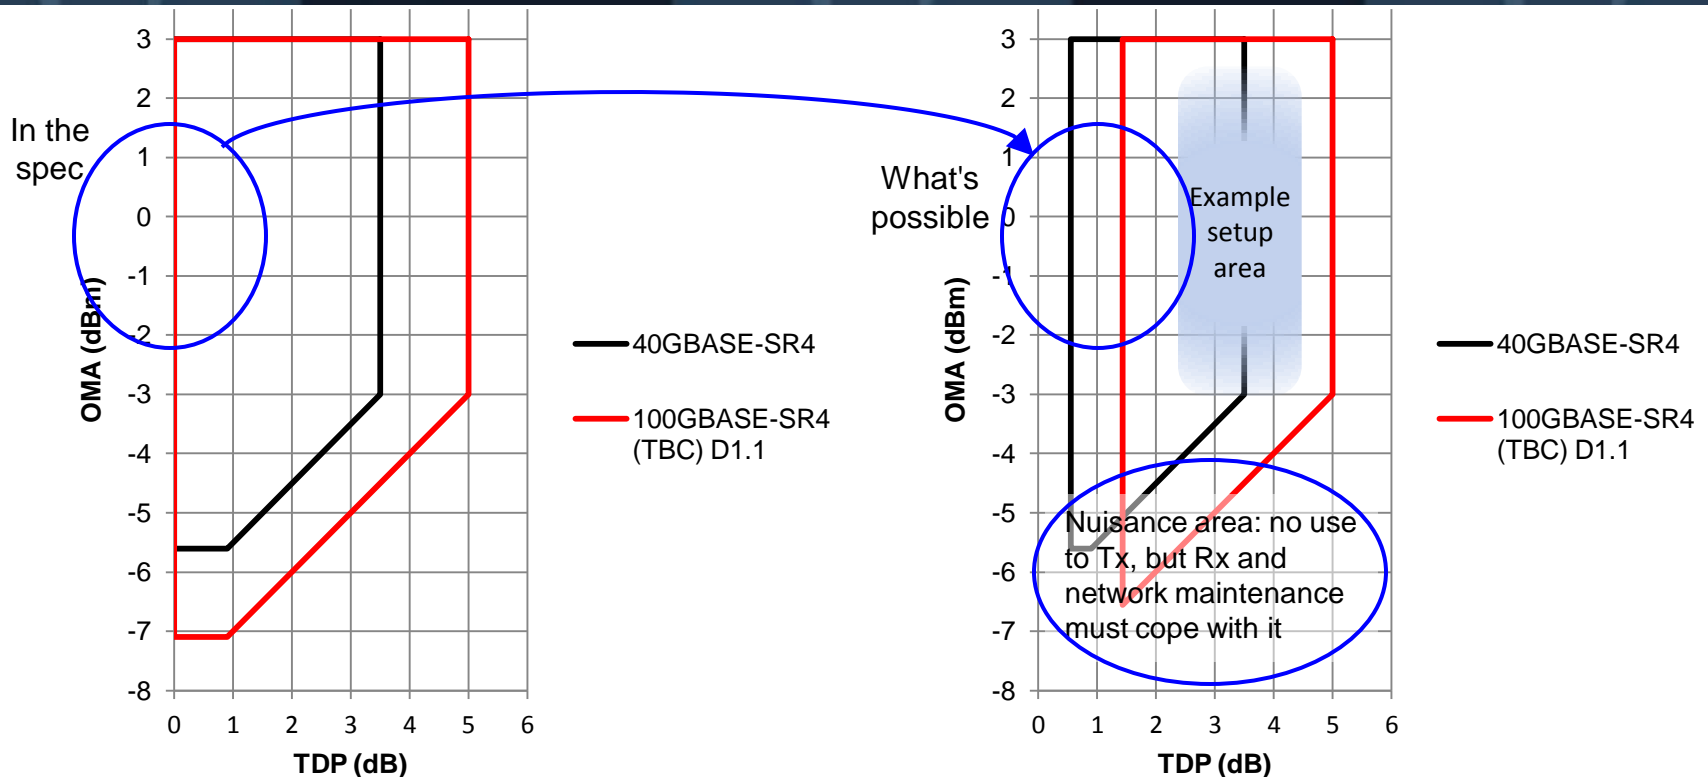 In the
spec
3
2
1
0
-1
-2
-3
-4
-5
-6
-7
-8
OMA (dBm)
0 1 2 3 4 5 6
TDP (dB)
40GBASE-SR4
100GBASE-SR4
(TBC) D1.1
What's
possible
3
2
1
0
-1
-2
-3
-4
-5
-6
-7
-8
OMA (dBm)
Example
setup
area
Nuisance area: no use
to Tx, but Rx and
network maintenance
must cope with it
0 1 2 3 4 5 6
TDP (dB)
40GBASE-SR4
100GBASE-SR4
(TBC) D1.1